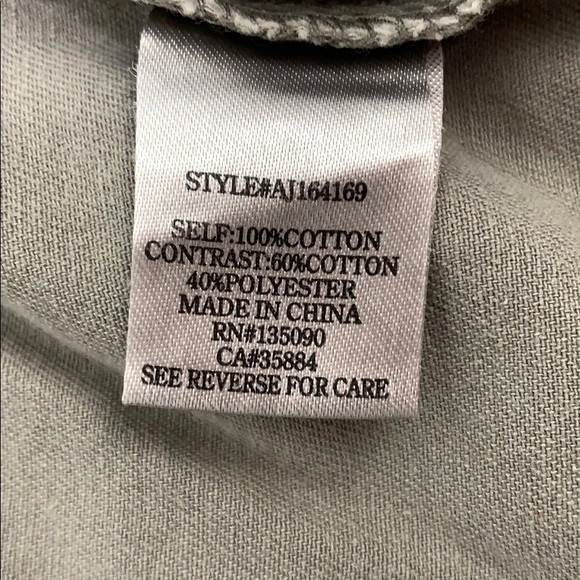 STYLE#AJ164169
SELF:100%COTTON
CONTRAST:60%COTTON
40%POLYESTER
MADE IN CHINA
RN#135090
CA#35884
SEE REVERSE FOR CARE